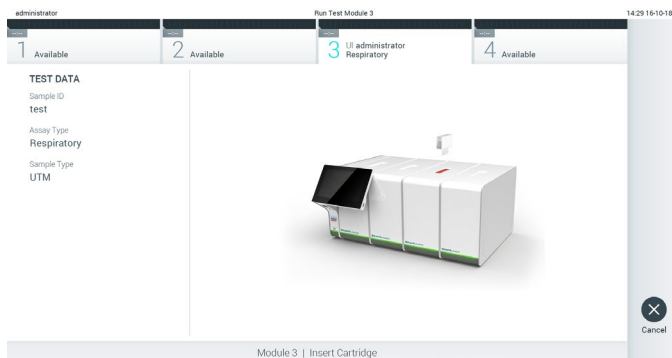 administrator
Run Test Module 3
14:29 16-10-18
--:--
1 Available
--:--
2 Available
--:--
3 UI administrator
Respiratory
--:--
4 Available
TEST DATA
Sample ID
test
Assay Type
Respiratory
Sample Type
UTM
Cancel
Module 3 | Insert Cartridge